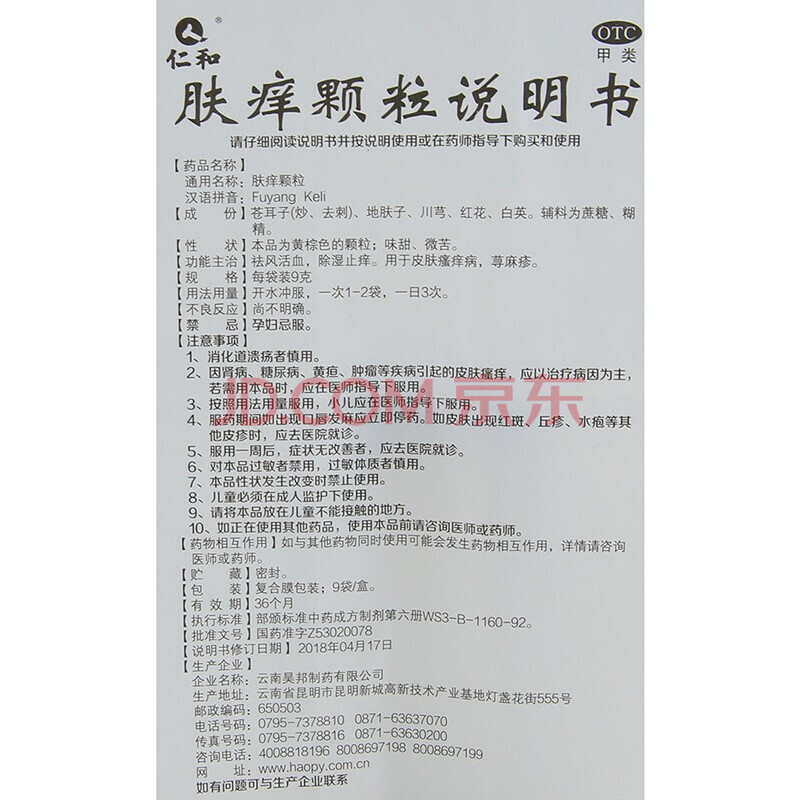 仁和®
OTC
甲类
肤痒颗粒说明书
请仔细阅读说明书并按说明使用或在药师指导下购买和使用
【药品名称】
通用名称：肤痒颗粒
汉语拼音：Fuyang Keli
【成 份】苍耳子(炒、去刺)、地肤子、川芎、红花、白英。辅料为蔗糖、糊
精。
【性 状】本品为黄棕色的颗粒；味甜、微苦。
【功能主治】祛风活血，除湿止痒。用于皮肤瘙痒病，荨麻疹。
【规 格】每袋装9克
【用法用量】开水冲服，一次1-2袋，一日3次。
【不良反应】尚不明确。
【禁 忌】孕妇忌服。
【注意事项】
1、消化道溃疡者慎用。
2、因肾病、糖尿病、黄疸、肿瘤等疾病引起的皮肤瘙痒，应以治疗病因为主，
若需用本品时，应在医师指导下服用。
3、按照用法用量服用，小儿应在医师指导下服用。
4、服药期间如出现口唇发麻应立即停药。如皮肤出现红斑、丘疹、水疱等其
他皮疹时，应去医院就诊。
5、服用一周后，症状无改善者，应去医院就诊。
6、对本品过敏者禁用，过敏体质者慎用。
7、本品性状发生改变时禁止使用。
8、儿童必须在成人监护下使用。
9、请将本品放在儿童不能接触的地方。
10、如正在使用其他药品，使用本品前请咨询医师或药师。
【药物相互作用】如与其他药物同时使用可能会发生药物相互作用，详情请咨询
医师或药师。
【贮 藏】密封。
【包 装】复合膜包装；9袋/盒。
【有 效 期】36个月
【执行标准】部颁标准中药成方制剂第六册WS3-B-1160-92。
【批准文号】国药准字Z53020078
【说明书修订日期】2018年04月17日
【生产企业】
企业名称：云南昊邦制药有限公司
生产地址：云南省昆明市昆明新城高新技术产业基地灯盏花街555号
邮政编码：650503
电话号码：0795-7378810 0871-63637070
传真号码：0795-7378816 0871-63630200
咨询电话：4008818196 8008697198 8008697199
网 址：www.haopy.com.cn
如有问题可与生产企业联系
JD.COM 京东